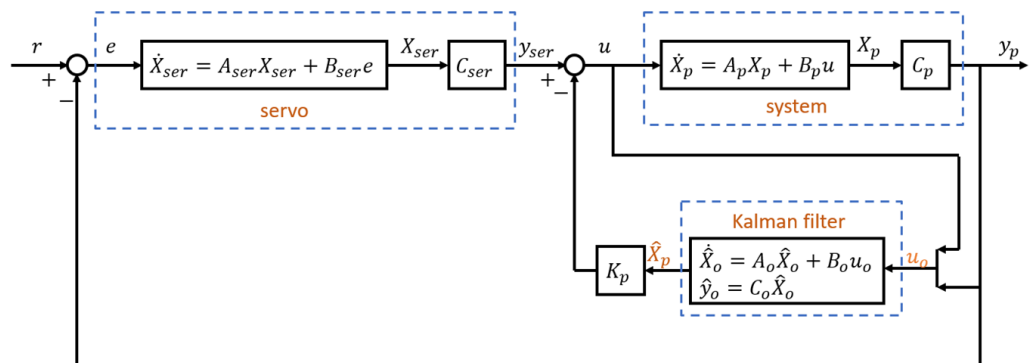 r
+
−
e
Ẋ_ser = A_ser X_ser + B_ser e
X_ser
C_ser
y_ser
servo
+
−
u
Ẋ_p = A_p X_p + B_p u
X_p
C_p
y_p
system
Kalman filter
K_p
X̂_p
Ẋ̂_o = A_o X̂_o + B_o u_o
ŷ_o = C_o X̂_o
u_o